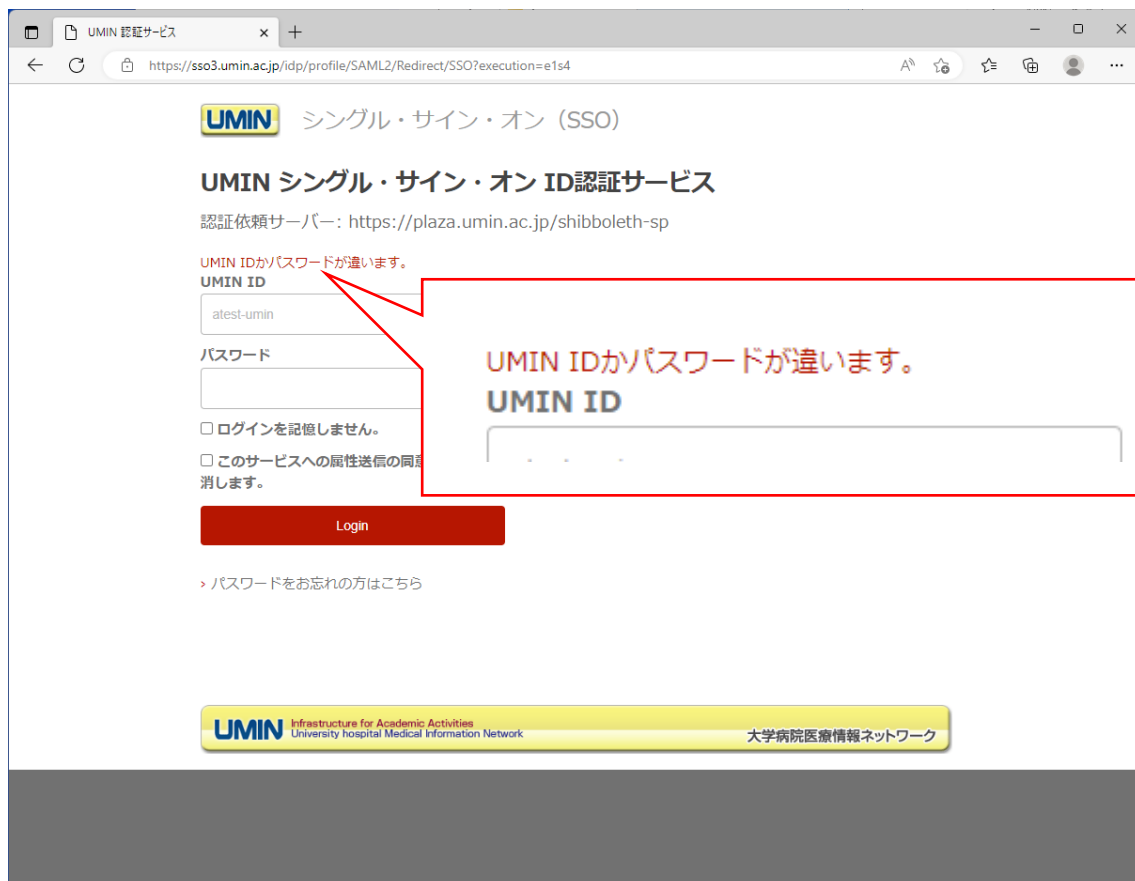 UMIN 認証サービス
https://sso3.umin.ac.jp/idp/profile/SAML2/Redirect/SSO?execution=e1s4
UMIN シングル・サイン・オン（SSO）
UMIN シングル・サイン・オン ID認証サービス
認証依頼サーバー: https://plaza.umin.ac.jp/shibboleth-sp
UMIN IDかパスワードが違います。
UMIN ID
atest-umin
パスワード
ログインを記憶しません。
このサービスへの属性送信の同意
消します。
Login
› パスワードをお忘れの方はこちら
UMIN IDかパスワードが違います。
UMIN ID
UMIN Infrastructure for Academic Activities
University hospital Medical Information Network
大学病院医療情報ネットワーク